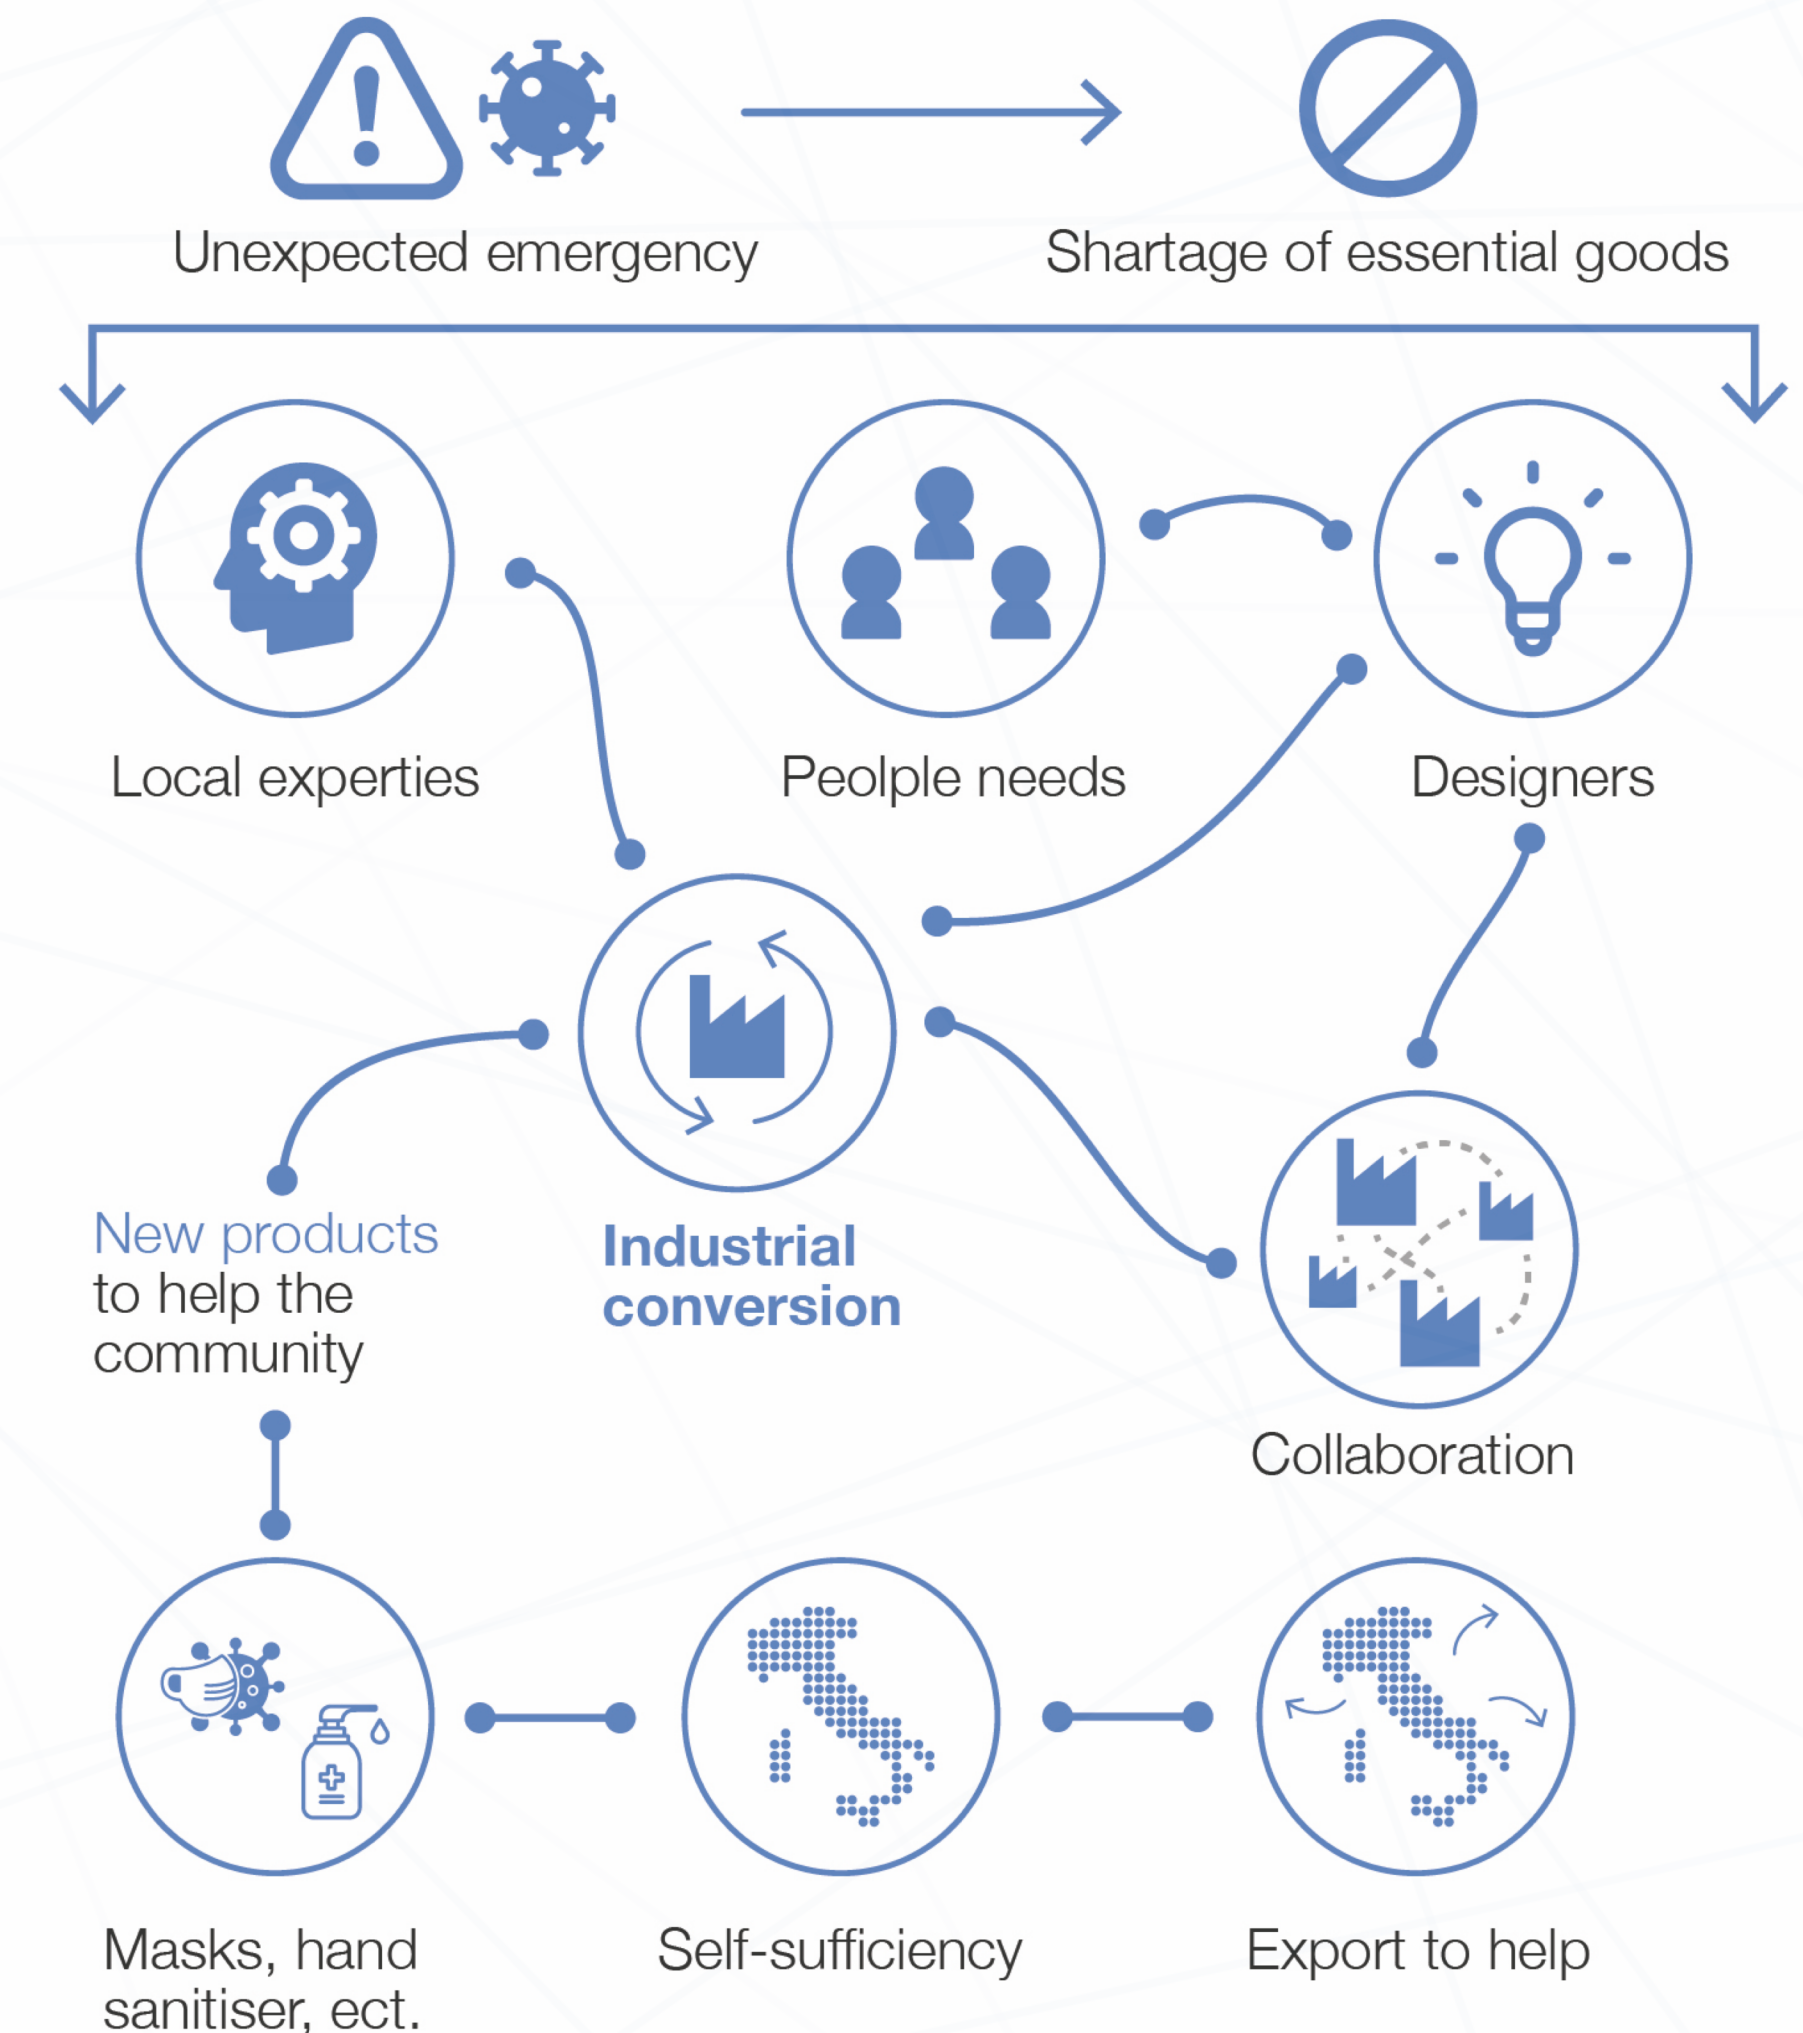 Unexpected emergency
Shartage of essential goods
Local experties
Peolple needs
Designers
New products
to help the
community
Industrial
conversion
Collaboration
Masks, hand
sanitiser, ect.
Self-sufficiency
Export to help